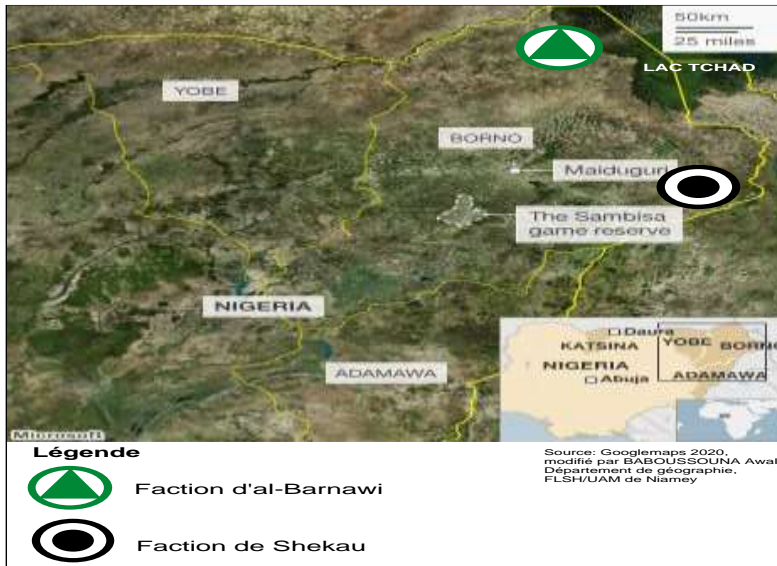 50km
25 miles
LAC TCHAD
YOBE
BORNO
Maiduguri
The Sambisa
game reserve
NIGERIA
ADAMAWA
Daura
KATSINA
YOBE
BORNO
NIGERIA
Abuja
ADAMAWA
Microsoft
Légende
Faction d'al-Barnawi
Faction de Shekau
Source: Googlemaps 2020,
modifié par BABOUSSOUNA Awal
Département de géographie,
FLSH/UAM de Niamey